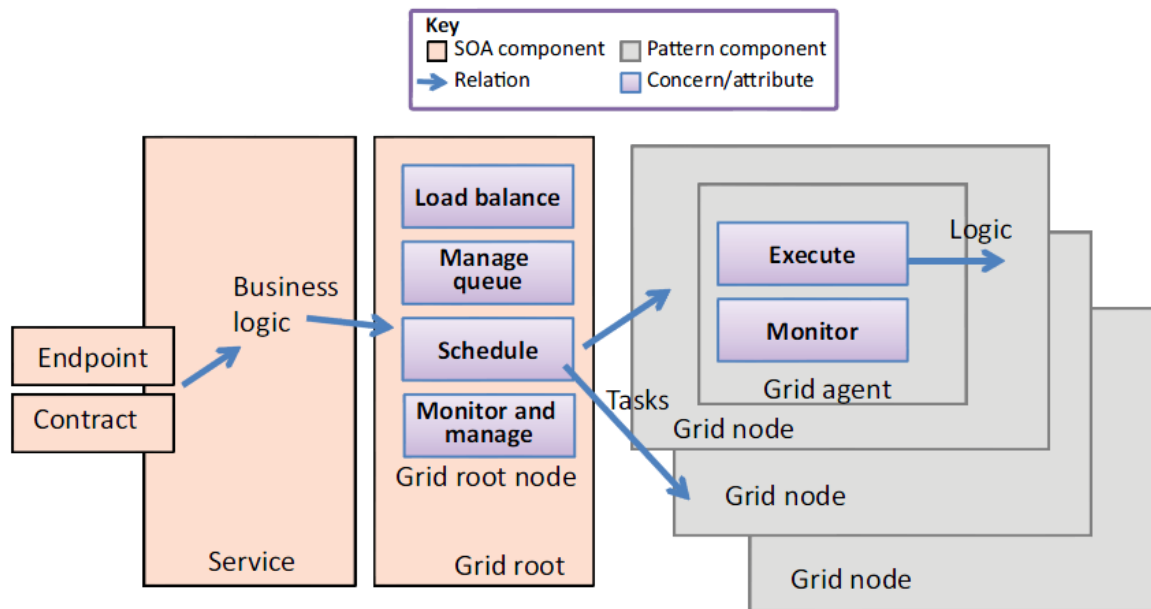 Key
SOA component
Pattern component
Relation
Concern/attribute
Endpoint
Contract
Business
logic
Service
Load balance
Manage
queue
Schedule
Monitor and
manage
Grid root node
Grid root
Tasks
Execute
Monitor
Grid agent
Logic
Grid node
Grid node
Grid node